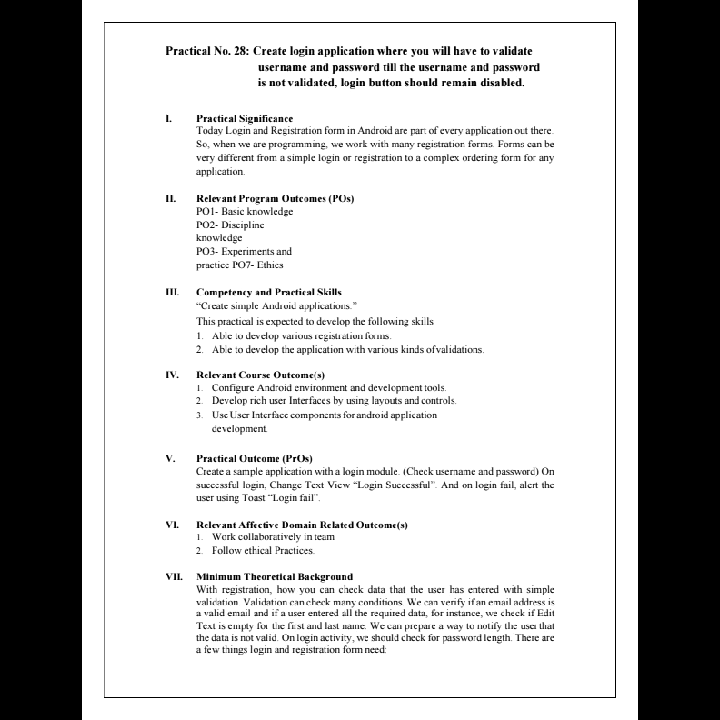 Practical No. 28: Create login application where you will have to validate
username and password till the username and password
is not validated, login button should remain disabled.
I. Practical Significance
Today Login and Registration form in Android are part of every application out there.
So, when we are programming, we work with many registration forms. Forms can be
very different from a simple login or registration to a complex ordering form for any
application.
II. Relevant Program Outcomes (POs)
PO1- Basic knowledge
PO2- Discipline
knowledge
PO3- Experiments and
practice PO7- Ethics
III. Competency and Practical Skills
“Create simple Android applications.”
This practical is expected to develop the following skills
1. Able to develop various registration forms.
2. Able to develop the application with various kinds of validations.
IV. Relevant Course Outcome(s)
1. Configure Android environment and development tools.
2. Develop rich user Interfaces by using layouts and controls.
3. Use User Interface components for android application
development.
V. Practical Outcome (PrOs)
Create a sample application with a login module. (Check username and password) On
successful login, Change Text View “Login Successful”. And on login fail, alert the
user using Toast “Login fail”.
VI. Relevant Affective Domain Related Outcome(s)
1. Work collaboratively in team
2. Follow ethical Practices.
VII. Minimum Theoretical Background
With registration, how you can check data that the user has entered with simple
validation. Validation can check many conditions. We can verify if an email address is
a valid email and if a user entered all the required data, for instance, we check if Edit
Text is empty for the first and last name. We can prepare a way to notify the user that
the data is not valid. On login activity, we should check for password length. There are
a few things login and registration form need: